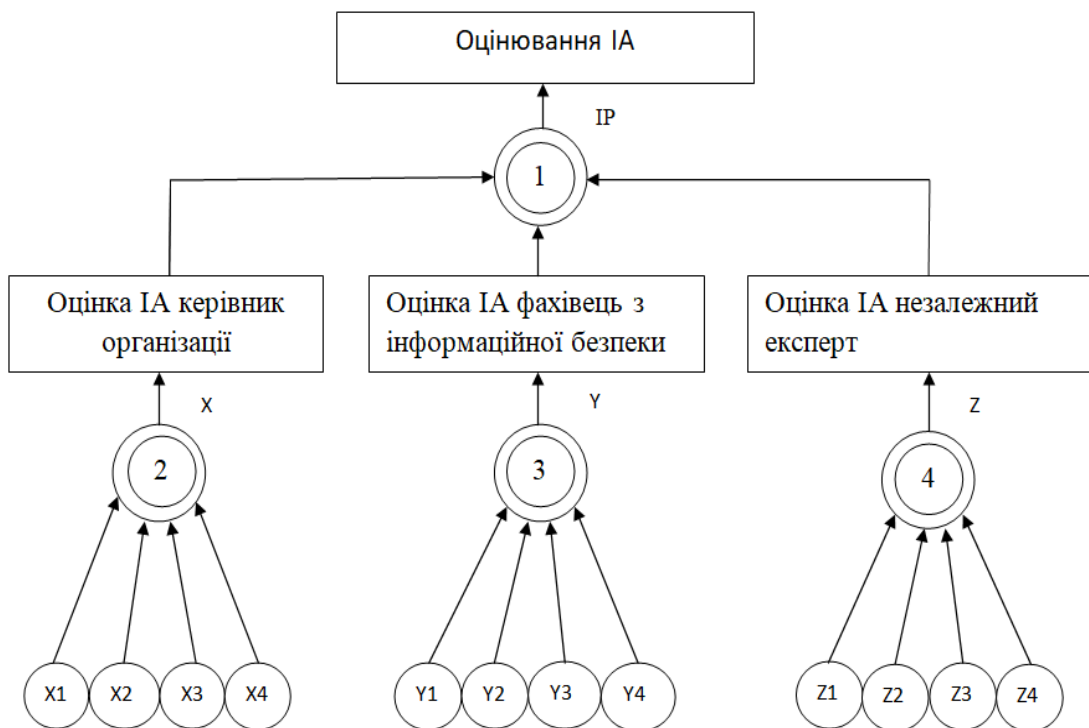 Оцінювання ІА
IP
1
Оцінка ІА керівник
організації
Оцінка ІА фахівець з
інформаційної безпеки
Оцінка ІА незалежний
експерт
X
Y
Z
2
3
4
X1
X2
X3
X4
Y1
Y2
Y3
Y4
Z1
Z2
Z3
Z4